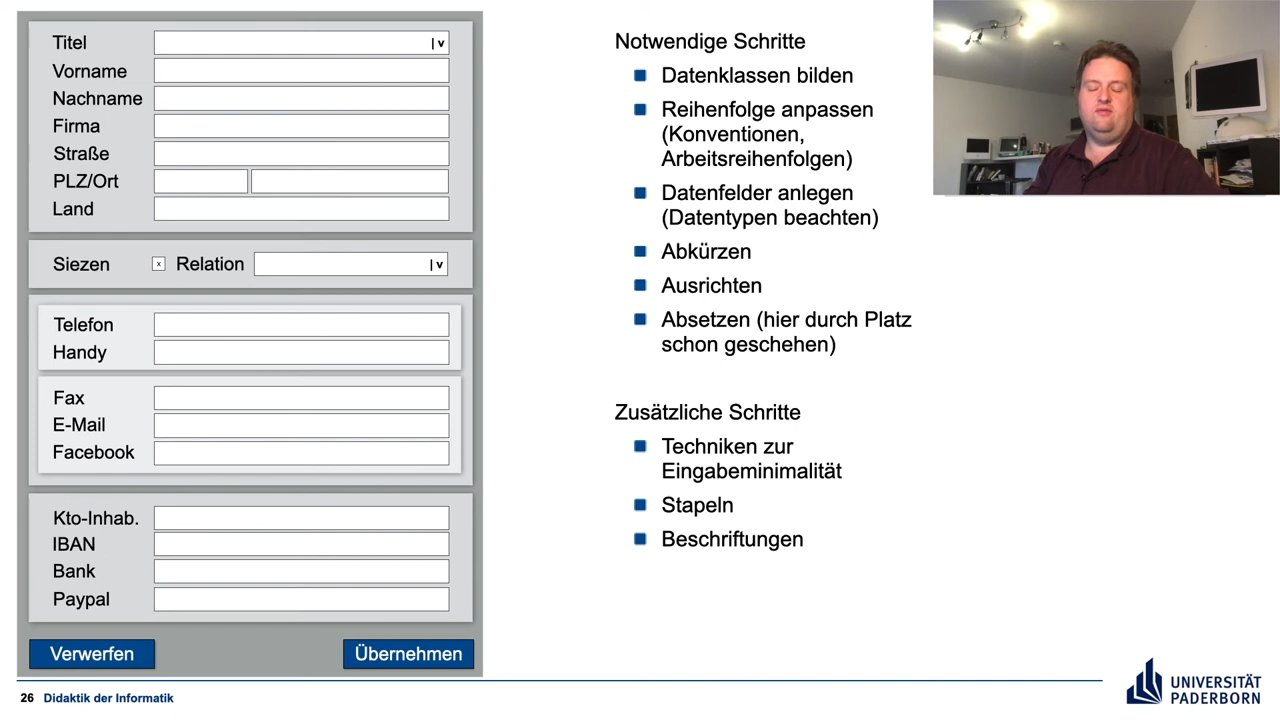 Titel | v
Vorname
Nachname
Firma
Straße
PLZ/Ort
Land
Siezen x Relation | v
Telefon
Handy
Fax
E-Mail
Facebook
Kto-Inhab.
IBAN
Bank
Paypal
Verwerfen Übernehmen
Notwendige Schritte
Datenklassen bilden
Reihenfolge anpassen
(Konventionen,
Arbeitsreihenfolgen)
Datenfelder anlegen
(Datentypen beachten)
Abkürzen
Ausrichten
Absetzen (hier durch Platz
schon geschehen)
Zusätzliche Schritte
Techniken zur
Eingabeminimalität
Stapeln
Beschriftungen
26 Didaktik der Informatik
UNIVERSITÄT
PADERBORN